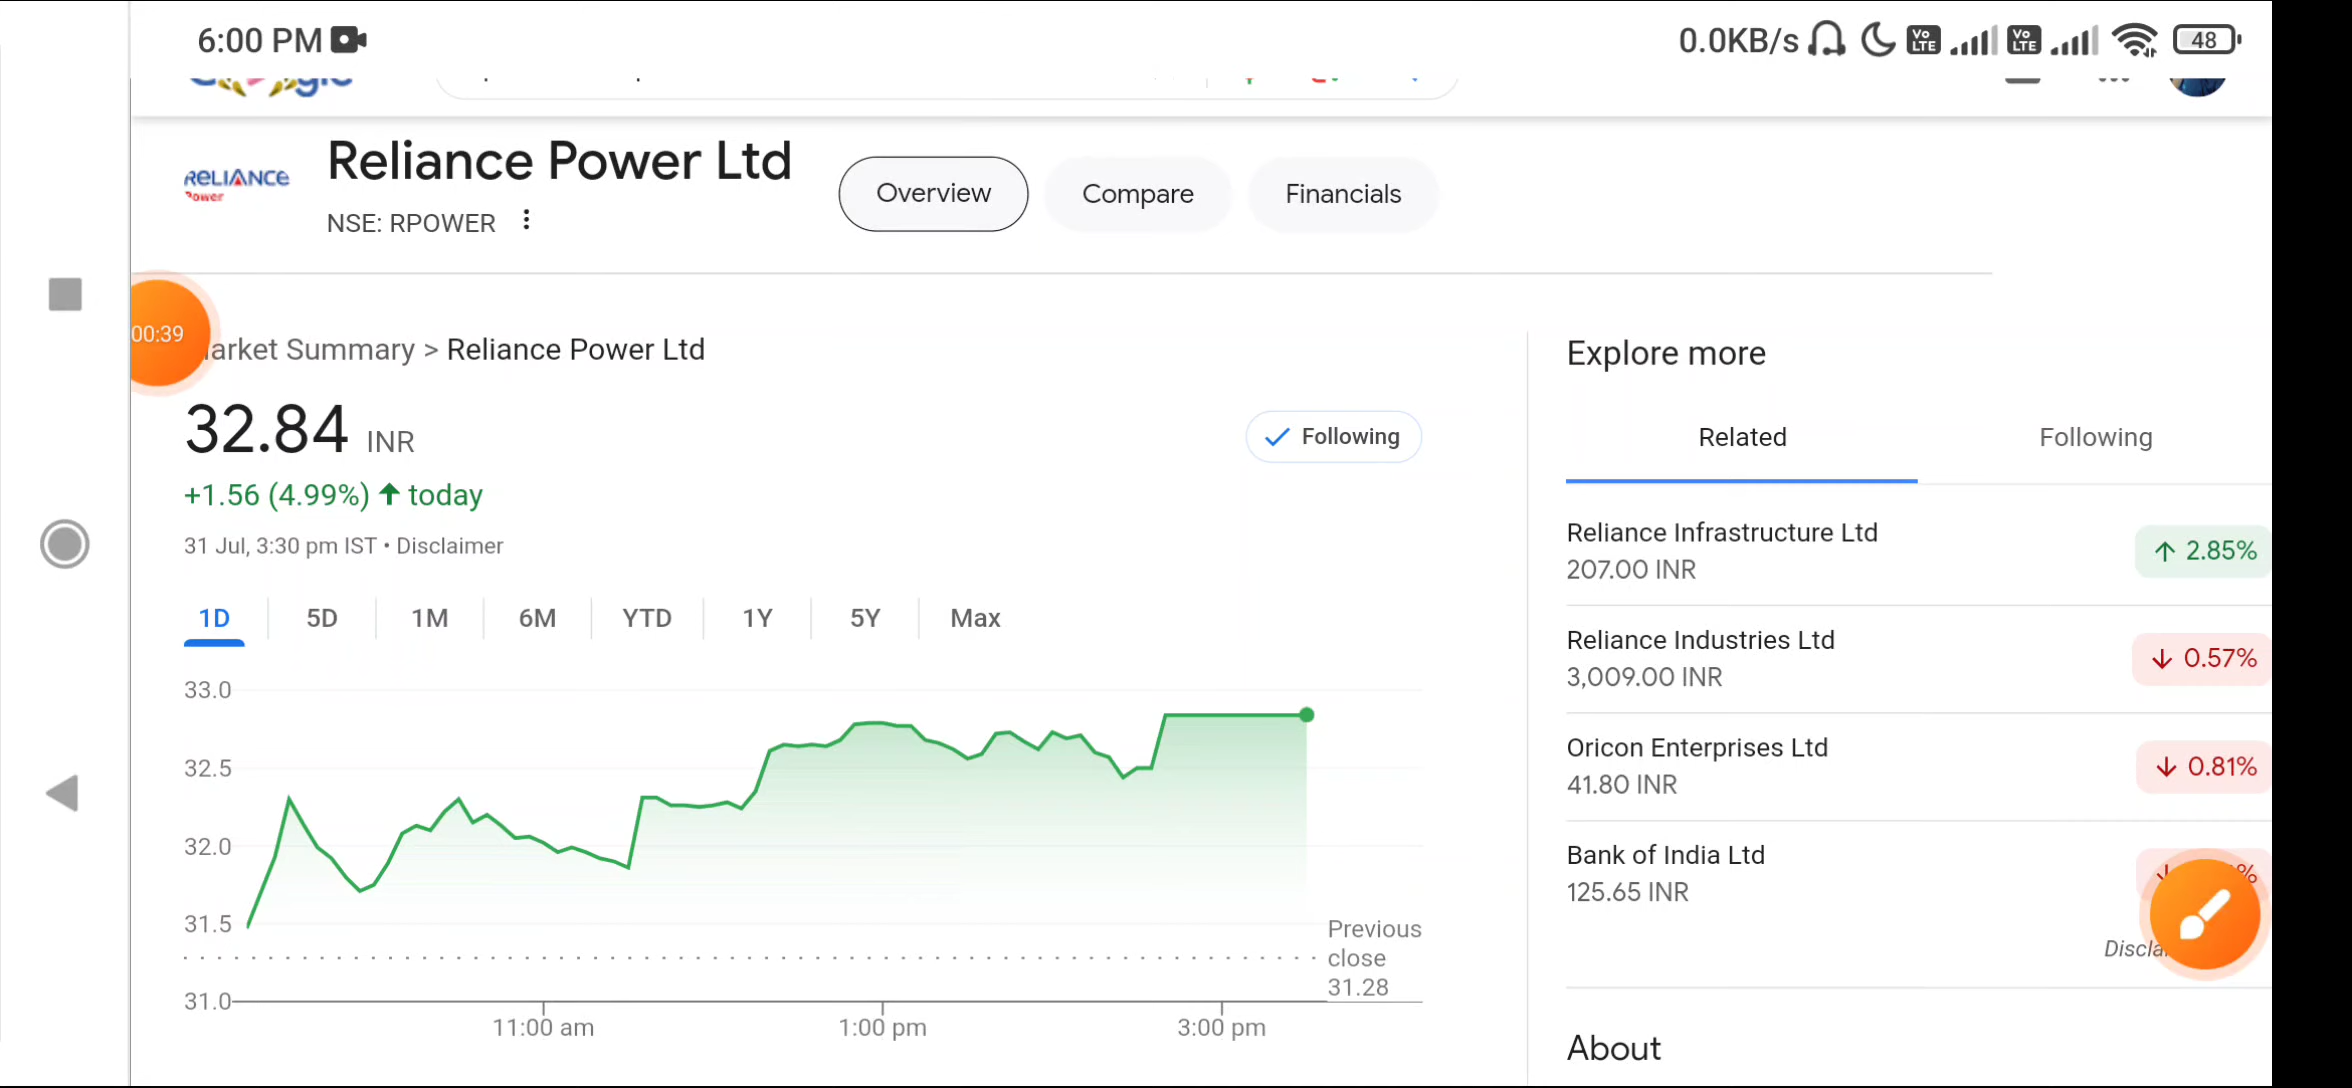 6:00 PM
0.0KB/s
Vo LTE
Vo LTE
48
RELIANCE
Power
Reliance Power Ltd
NSE: RPOWER
Overview
Compare
Financials
00:39
arket Summary > Reliance Power Ltd
32.84 INR
Following
+1.56 (4.99%) today
31 Jul, 3:30 pm IST • Disclaimer
1D
5D
1M
6M
YTD
1Y
5Y
Max
33.0
32.5
32.0
31.5
31.0
Previous
close
31.28
11:00 am
1:00 pm
3:00 pm
Explore more
Related
Following
Reliance Infrastructure Ltd
207.00 INR
2.85%
Reliance Industries Ltd
3,009.00 INR
0.57%
Oricon Enterprises Ltd
41.80 INR
0.81%
Bank of India Ltd
125.65 INR
%
Discla
About